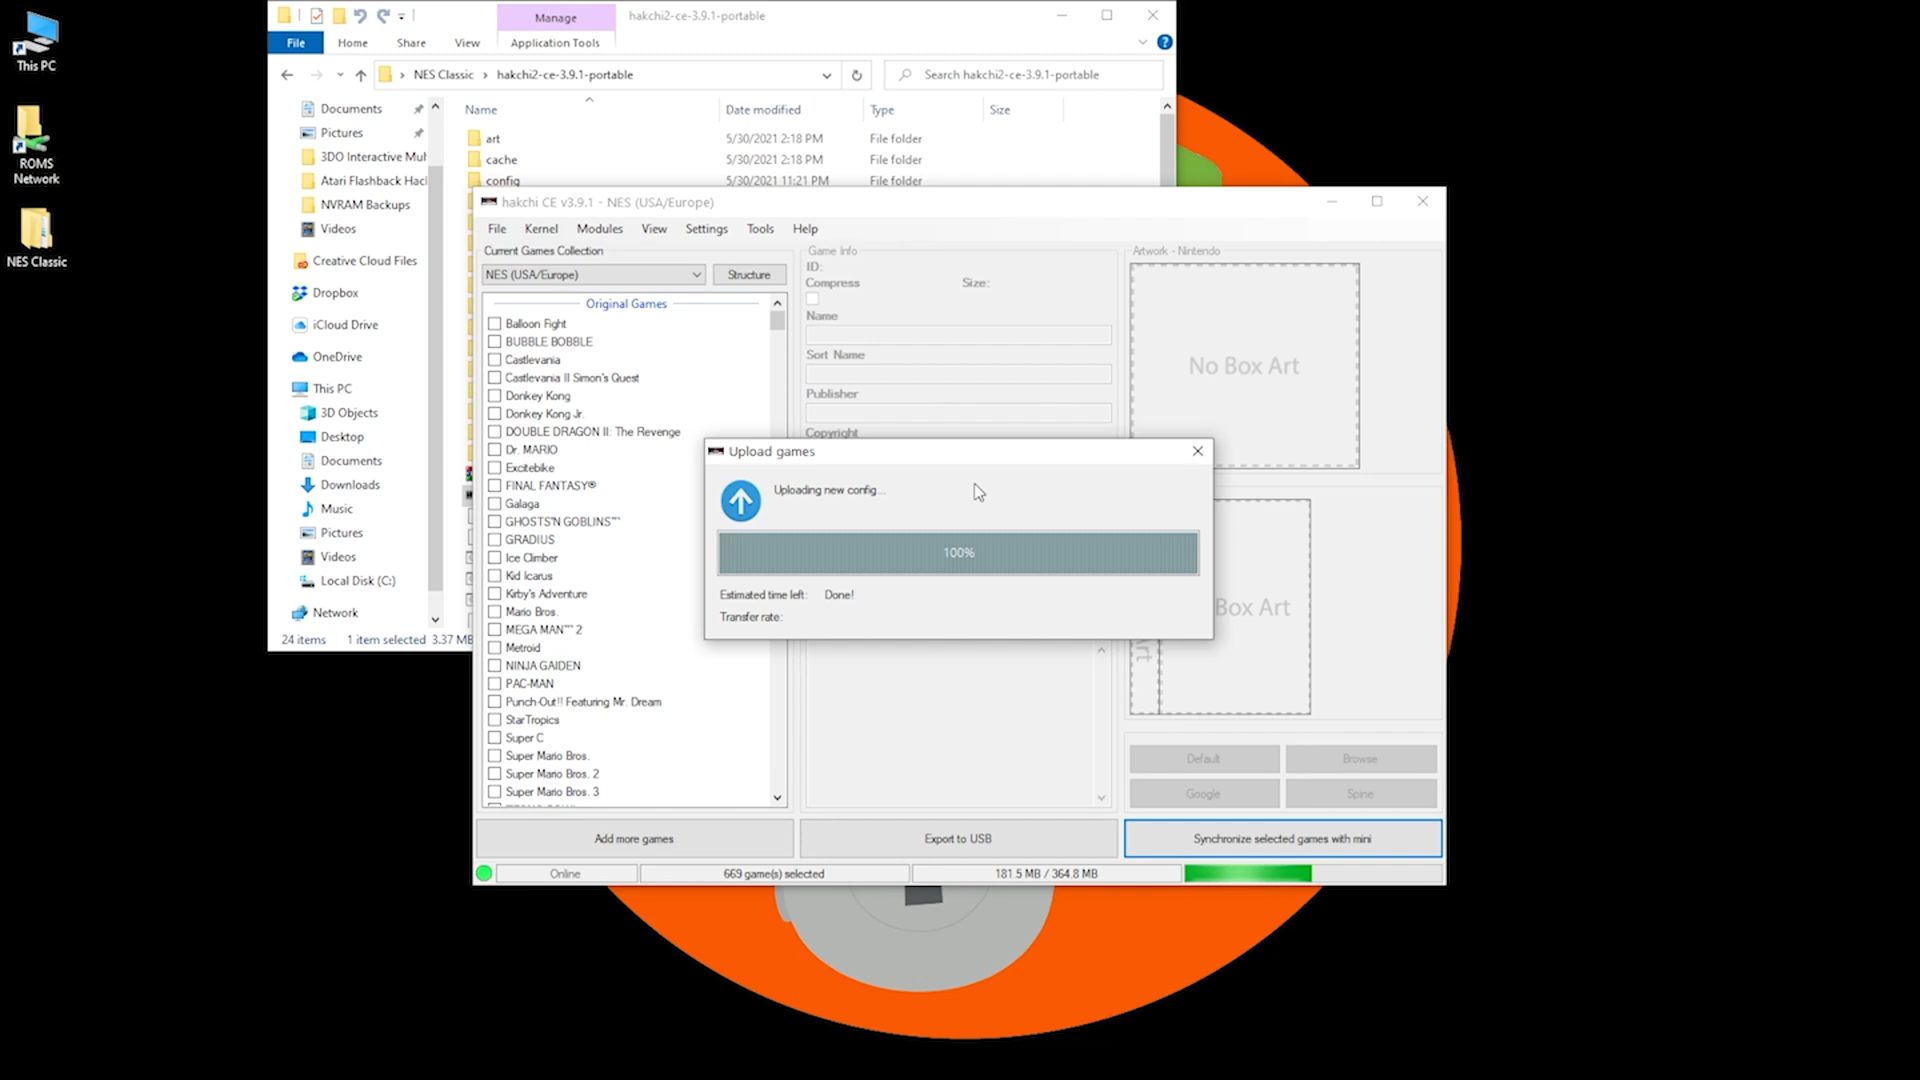 This PC
ROMS
Network
NES Classic
Manage
hakchi2-ce-3.9.1-portable
File
Home
Share
View
Application Tools
NES Classic
hakchi2-ce-3.9.1-portable
Search hakchi2-ce-3.9.1-portable
Documents
Pictures
3DO Interactive Mul
Atari Flashback Hac
NVRAM Backups
Videos
Creative Cloud Files
Dropbox
iCloud Drive
OneDrive
This PC
3D Objects
Desktop
Documents
Downloads
Music
Pictures
Videos
Local Disk (C:)
Network
24 items 1 item selected 3.37 MB
Name Date modified Type Size
art 5/30/2021 2:18 PM File folder
cache 5/30/2021 2:18 PM File folder
config 5/30/2021 11:21 PM File folder
hakchi CE v3.9.1 - NES (USA/Europe)
File Kernel Modules View Settings Tools Help
Current Games Collection
NES (USA/Europe)
Structure
Original Games
Balloon Fight
BUBBLE BOBBLE
Castlevania
Castlevania II Simon's Quest
Donkey Kong
Donkey Kong Jr.
DOUBLE DRAGON II: The Revenge
Dr. MARIO
Excitebike
FINAL FANTASY®
Galaga
GHOSTS'N GOBLINS™
GRADIUS
Ice Climber
Kid Icarus
Kirby's Adventure
Mario Bros.
MEGA MAN™ 2
Metroid
NINJA GAIDEN
PAC-MAN
Punch-Out!! Featuring Mr. Dream
StarTropics
Super C
Super Mario Bros.
Super Mario Bros. 2
Super Mario Bros. 3
Game Info
ID:
Compress
Size:
Name
Sort Name
Publisher
Copyright
Artwork - Nintendo
No Box Art
Box Art
Art
Upload games
Uploading new config...
100%
Estimated time left: Done!
Transfer rate:
Default
Browse
Google
Spine
Add more games
Export to USB
Synchronize selected games with mini
Online
669 game(s) selected
181.5 MB / 364.8 MB